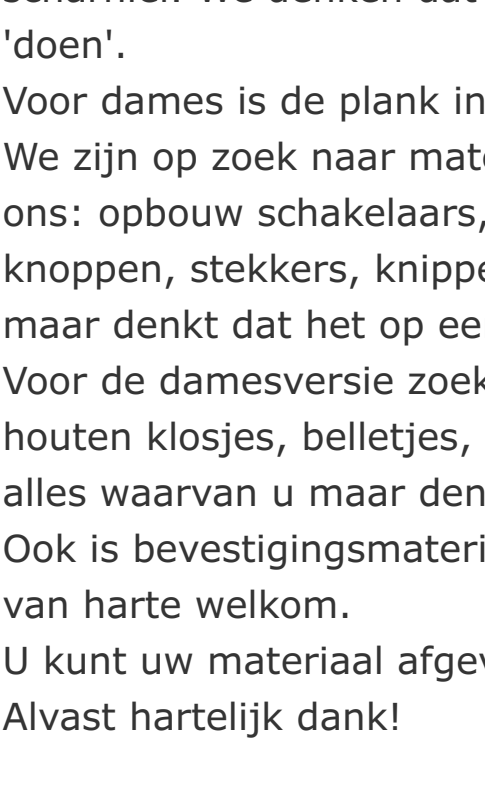 'doen'.
Voor dames is de plank in
We zijn op zoek naar mat
ons: opbouw schakelaars,
knoppen, stekkers, knipp
maar denkt dat het op ee
Voor de damesversie zoek
houten klosjes, belletjes,
alles waarvan u maar den
Ook is bevestigingsmateri
van harte welkom.
U kunt uw materiaal afge
Alvast hartelijk dank!